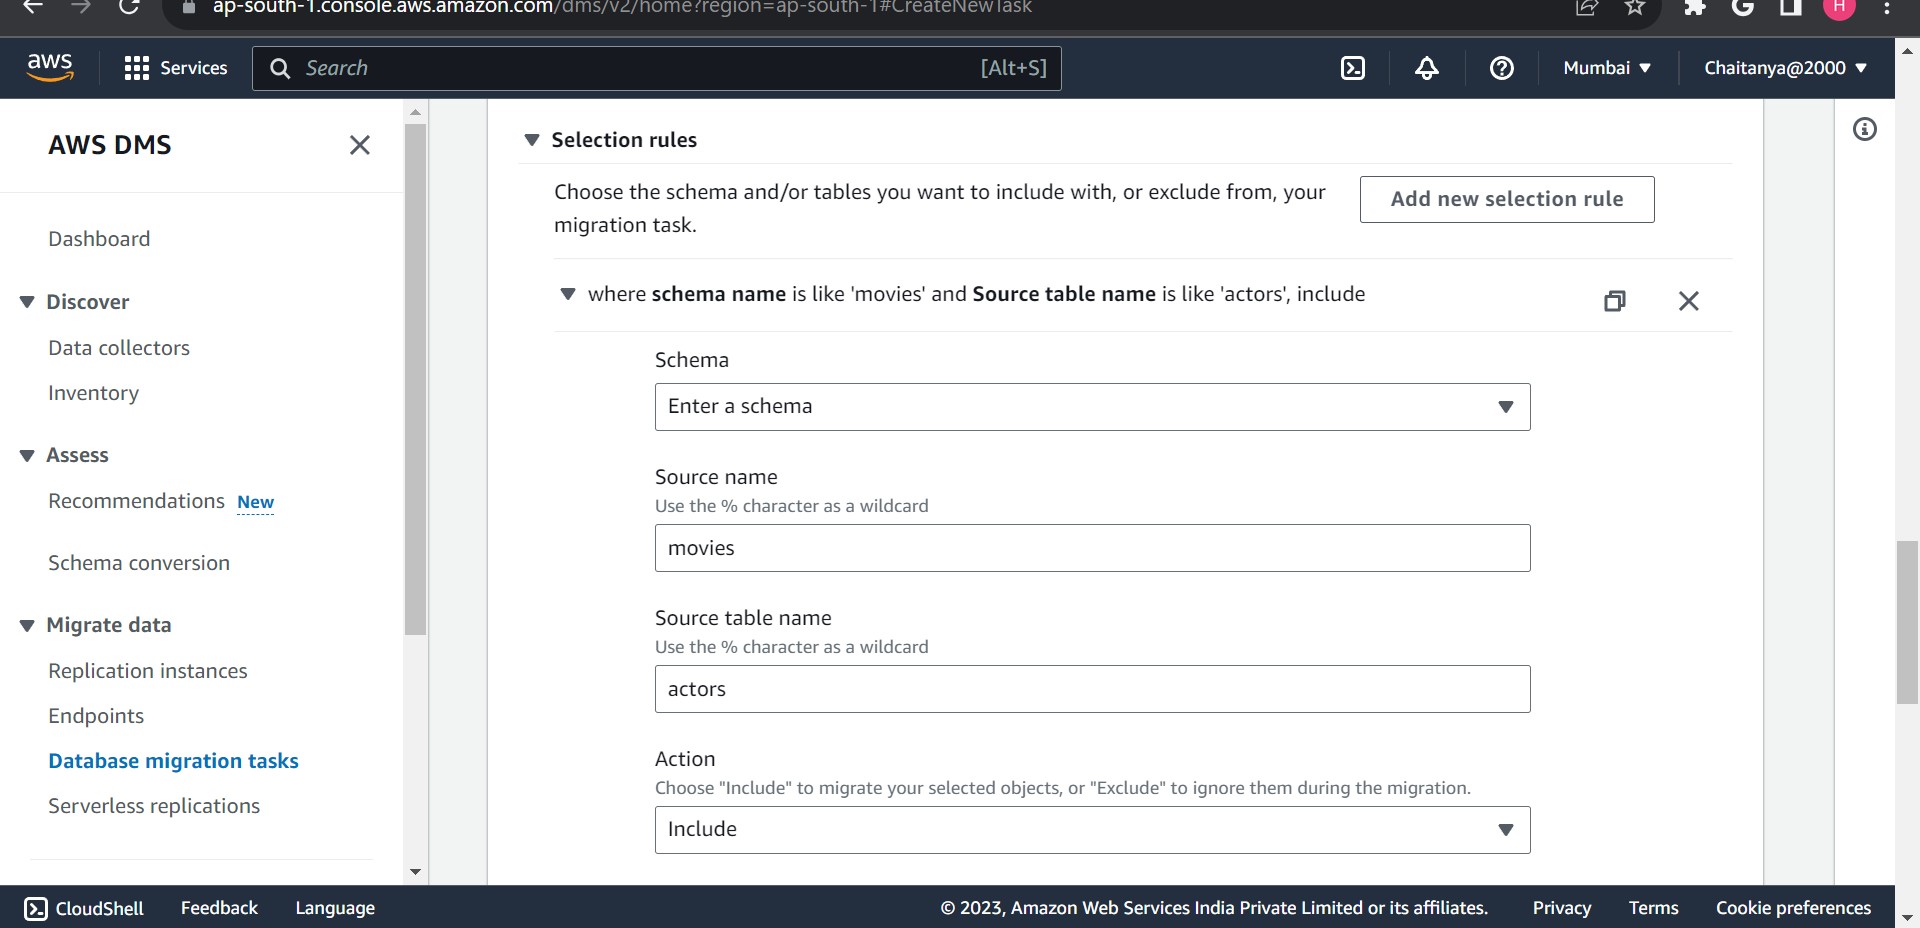 ap-south-1.console.aws.amazon.com/dms/v2/home?region=ap-south-1#CreateNewTask
H
aws
Services
Search
[Alt+S]
Mumbai
Chaitanya@2000
AWS DMS
Dashboard
Discover
Data collectors
Inventory
Assess
Recommendations New
Schema conversion
Migrate data
Replication instances
Endpoints
Database migration tasks
Serverless replications
Selection rules
Choose the schema and/or tables you want to include with, or exclude from, your
migration task.
Add new selection rule
where schema name is like 'movies' and Source table name is like 'actors', include
Schema
Enter a schema
Source name
Use the % character as a wildcard
movies
Source table name
Use the % character as a wildcard
actors
Action
Choose "Include" to migrate your selected objects, or "Exclude" to ignore them during the migration.
Include
CloudShell
Feedback
Language
© 2023, Amazon Web Services India Private Limited or its affiliates.
Privacy
Terms
Cookie preferences